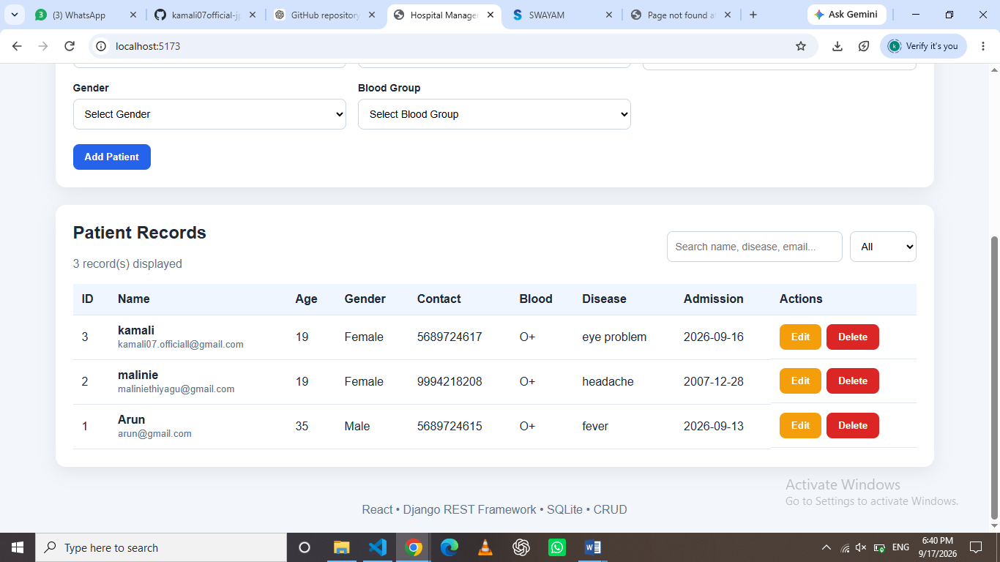 3 (3) WhatsApp
kamali07official-jp
GitHub repository
Hospital Manage
SWAYAM
Page not found a
Ask Gemini
localhost:5173
k Verify it's you
Gender
Blood Group
Select Gender
Select Blood Group
Add Patient
Patient Records
3 record(s) displayed
Search name, disease, email...
All
ID Name Age Gender Contact Blood Disease Admission Actions
3 kamali 19 Female 5689724617 O+ eye problem 2026-09-16 Edit Delete
kamali07.officiall@gmail.com
2 malinie 19 Female 9994218208 O+ headache 2007-12-28 Edit Delete
maliniethiyagu@gmail.com
1 Arun 35 Male 5689724615 O+ fever 2026-09-13 Edit Delete
arun@gmail.com
Activate Windows
Go to Settings to activate Windows.
React • Django REST Framework • SQLite • CRUD
Type here to search
ENG
6:40 PM
9/17/2026